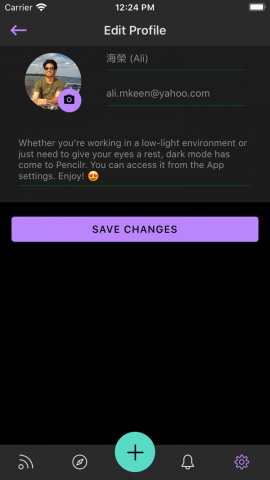 Carrier 12:24 PM
Edit Profile
海榮 (Ali)
ali.mkeen@yahoo.com
Whether you're working in a low-light environment or
just need to give your eyes a rest, dark mode has
come to Pencilr. You can access it from the App
settings. Enjoy! 😍
SAVE CHANGES